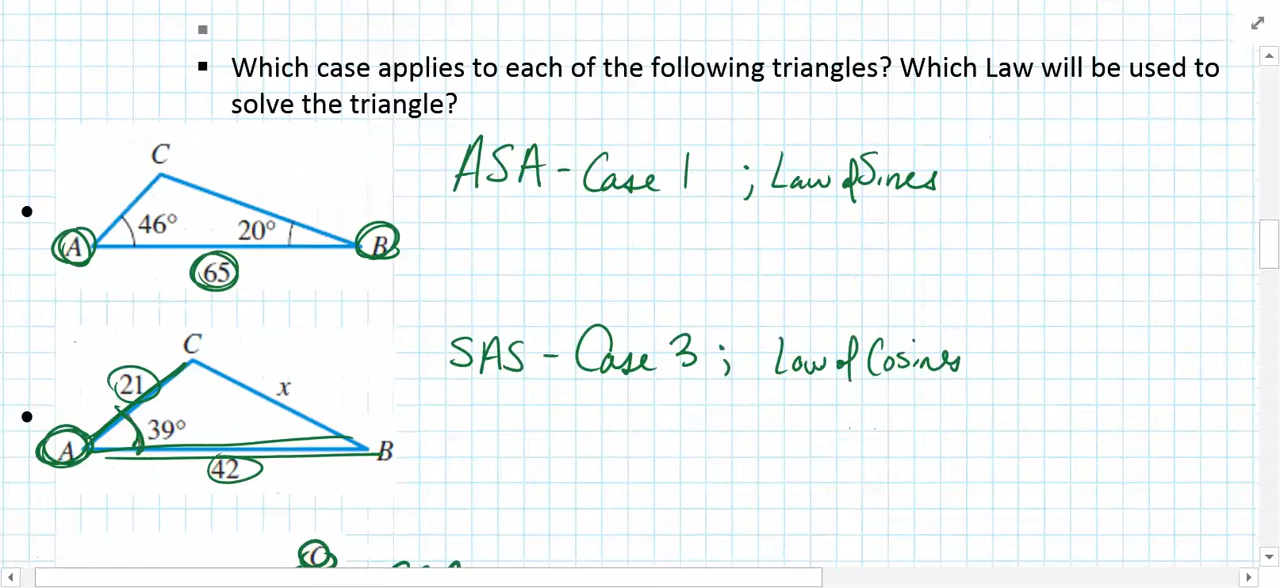 Which case applies to each of the following triangles? Which Law will be used to
solve the triangle?
C
ASA - Case 1 ; Law of Sines
46° 20°
A B
65
C
21 x
SAS - Case 3 ; Law of Cosines
39°
A B
42
C